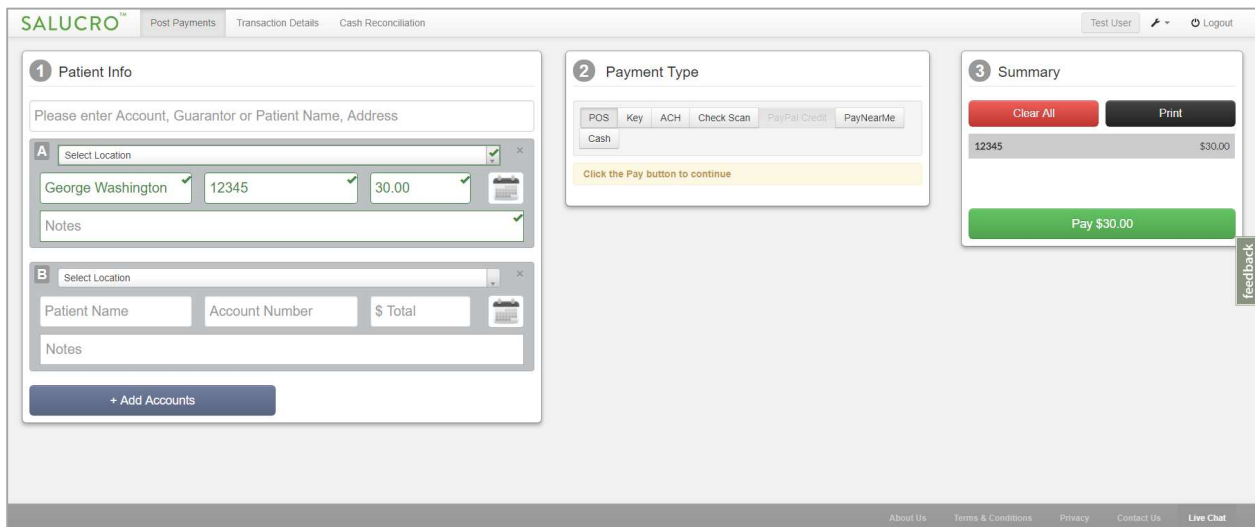 SALUCRO™ Post Payments Transaction Details Cash Reconciliation Test User Logout
1 Patient Info
Please enter Account, Guarantor or Patient Name, Address
A Select Location ×
George Washington 12345 30.00
Notes
B Select Location ×
Patient Name Account Number $ Total
Notes
+ Add Accounts
2 Payment Type
POS Key ACH Check Scan PayPal Credit PayNearMe
Cash
Click the Pay button to continue
3 Summary
Clear All Print
12345 $30.00
Pay $30.00
feedback
About Us Terms & Conditions Privacy Contact Us Live Chat